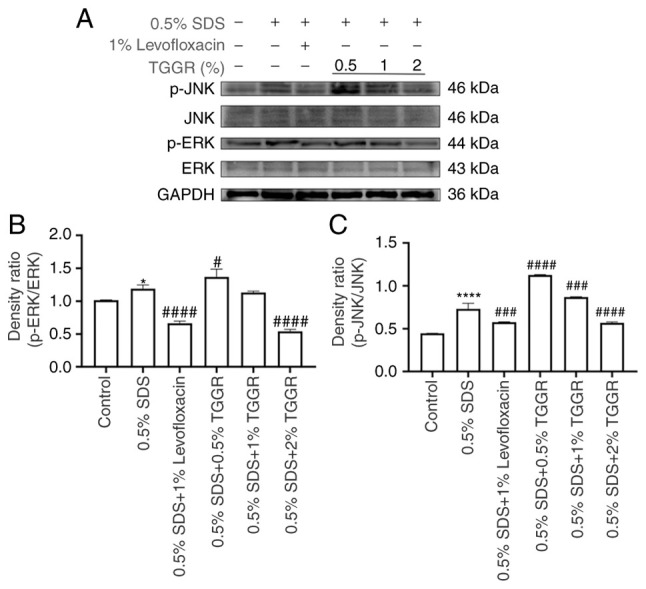 A
0.5% SDS − + + + + +
1% Levofloxacin − − + − − −
TGGR (%) − − − 0.5 1 2
p-JNK 46 kDa
JNK 46 kDa
p-ERK 44 kDa
ERK 43 kDa
GAPDH 36 kDa
B
Density ratio
(p-ERK/ERK)
2.0
1.5
1.0
0.5
0.0
*
####
#
####
Control
0.5% SDS
0.5% SDS+1% Levofloxacin
0.5% SDS+0.5% TGGR
0.5% SDS+1% TGGR
0.5% SDS+2% TGGR
C
Density ratio
(p-JNK/JNK)
1.5
1.0
0.5
0.0
****
###
####
###
####
Control
0.5% SDS
0.5% SDS+1% Levofloxacin
0.5% SDS+0.5% TGGR
0.5% SDS+1% TGGR
0.5% SDS+2% TGGR